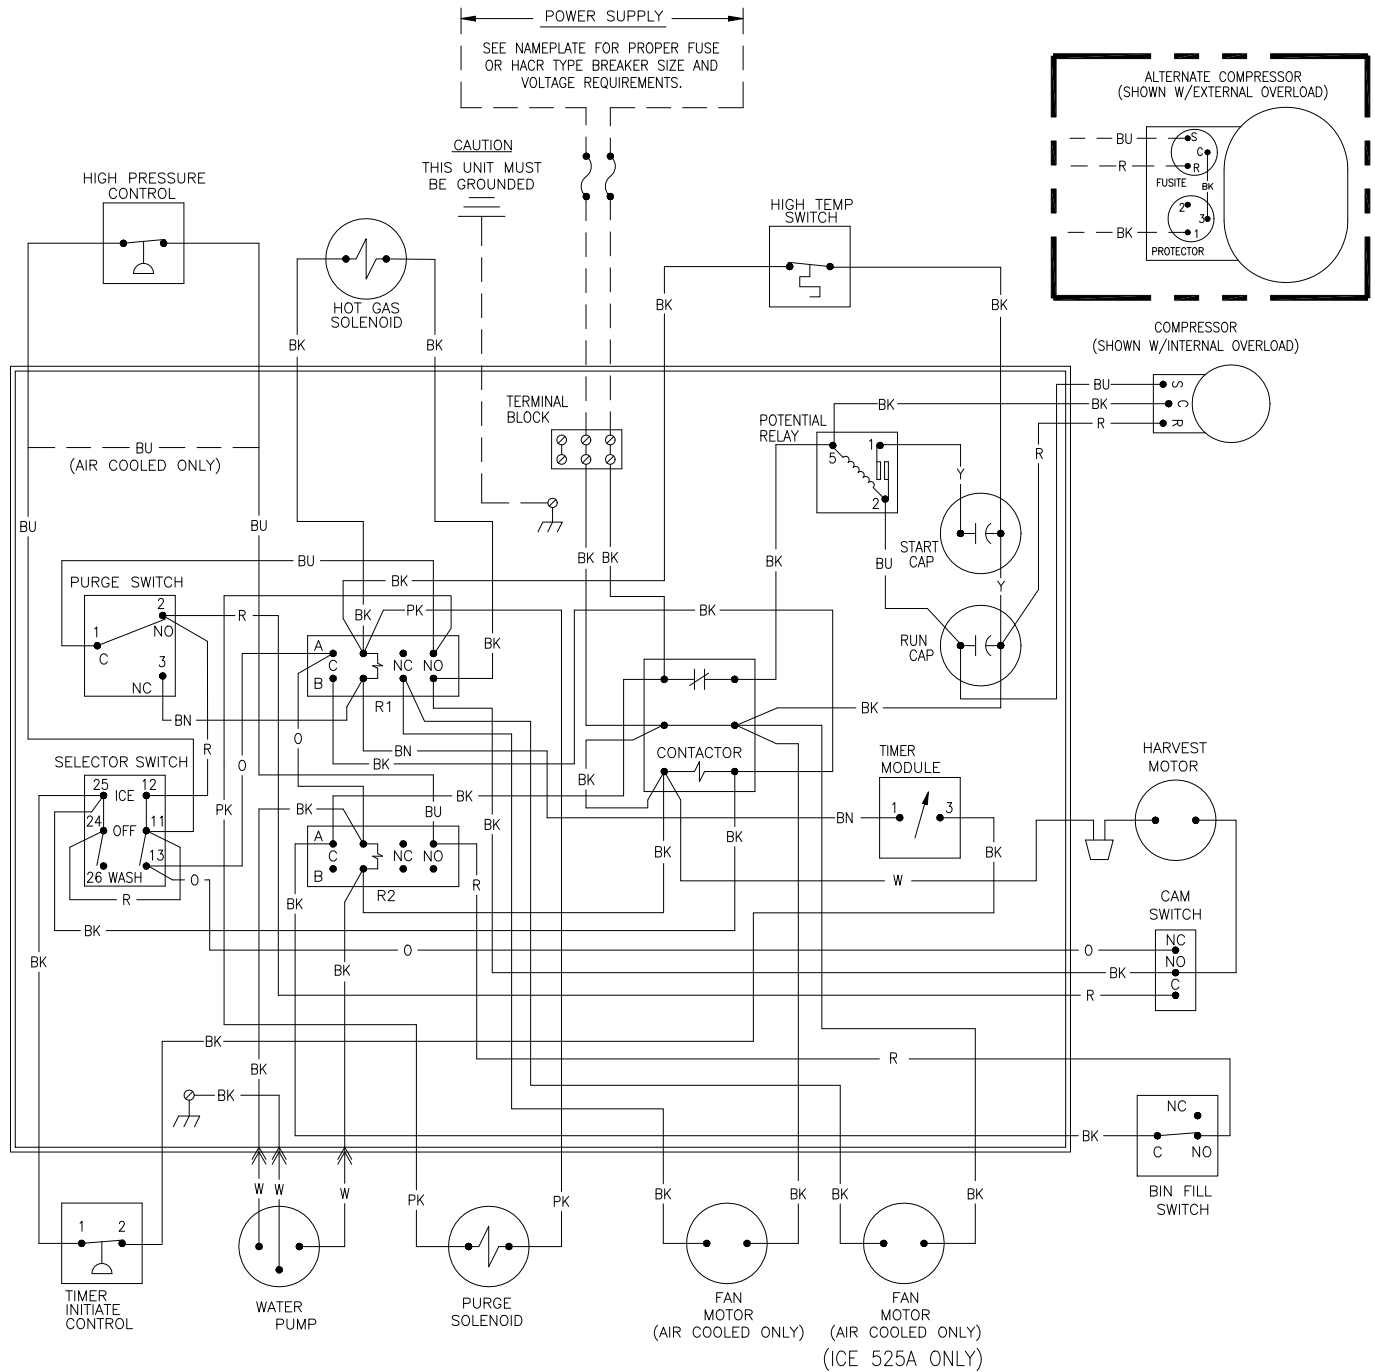 POWER SUPPLY
SEE NAMEPLATE FOR PROPER FUSE
OR HACR TYPE BREAKER SIZE AND
VOLTAGE REQUIREMENTS.
ALTERNATE COMPRESSOR
(SHOWN W/EXTERNAL OVERLOAD)
BU
S
C
R
R
FUSITE
BK
2
3
BK
1
PROTECTOR
CAUTION
THIS UNIT MUST
BE GROUNDED
HIGH PRESSURE
CONTROL
HIGH TEMP
SWITCH
HOT GAS
SOLENOID
BK
BK
BK
BK
COMPRESSOR
(SHOWN W/INTERNAL OVERLOAD)
BU
S
BK
BK
C
R
R
TERMINAL
BLOCK
POTENTIAL
RELAY
1
5
2
R
Y
BU
(AIR COOLED ONLY)
BU
BU
START
CAP
BU
BK
BK
BK
BU
BK
Y
PURGE SWITCH
2
NO
1
C
3
NC
R
BK
PK
BK
BK
RUN
CAP
A
C
NC
NO
B
R1
BN
BK
O
R
O
BN
BK
CONTACTOR
BK
TIMER
MODULE
1
3
BN
BK
HARVEST
MOTOR
SELECTOR SWITCH
25
ICE
12
24
OFF
11
13
26 WASH
R
O
PK
BK
BK
BU
BK
A
C
NC
NO
B
R2
R
BK
BK
BK
W
CAM
SWITCH
NC
NO
C
BK
O
O
BK
R
BK
BK
BK
R
BK
BK
BK
NC
C
NO
BIN FILL
SWITCH
W
W
W
PK
PK
BK
BK
BK
BK
1
2
TIMER
INITIATE
CONTROL
WATER
PUMP
PURGE
SOLENOID
FAN
MOTOR
(AIR COOLED ONLY)
FAN
MOTOR
(AIR COOLED ONLY)
(ICE 525A ONLY)